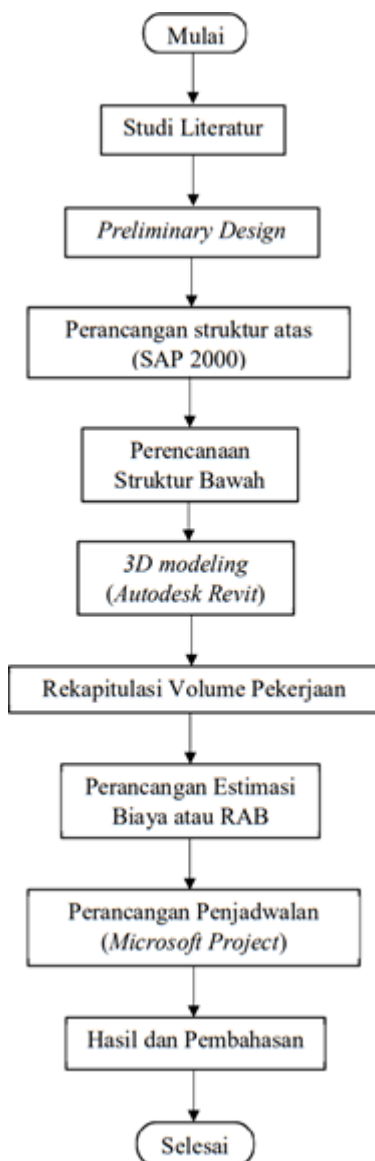 Mulai
Studi Literatur
Preliminary Design
Perancangan struktur atas
(SAP 2000)
Perencanaan
Struktur Bawah
3D modeling
(Autodesk Revit)
Rekapitulasi Volume Pekerjaan
Perancangan Estimasi
Biaya atau RAB
Perancangan Penjadwalan
(Microsoft Project)
Hasil dan Pembahasan
Selesai